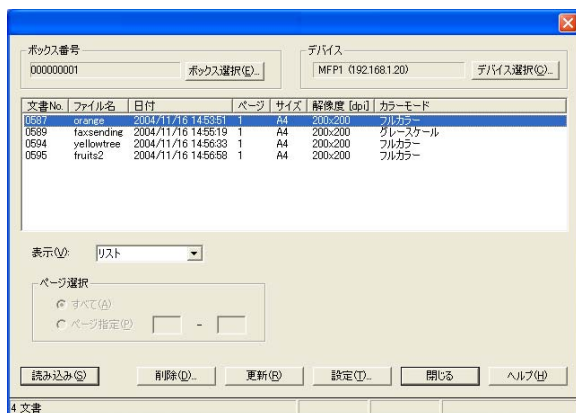 ボックス番号
000000001
ボックス選択(E)...
デバイス
MFP1 (192.168.1.20)
デバイス選択(C)...
文書No. ファイル名 日付 ページ サイズ 解像度 [dpi] カラーモード
0587 orange 2004/11/16 14:53:51 1 A4 200x200 フルカラー
0589 faxsending 2004/11/16 14:55:19 1 A4 200x200 グレースケール
0594 yellowtree 2004/11/16 14:56:33 1 A4 200x200 フルカラー
0595 fruits2 2004/11/16 14:56:58 1 A4 200x200 フルカラー
表示(V): リスト
ページ選択
すべて(A)
ページ指定(P) -
読み込み(S) 削除(D)... 更新(R) 設定(T)... 閉じる ヘルプ(H)
4 文書